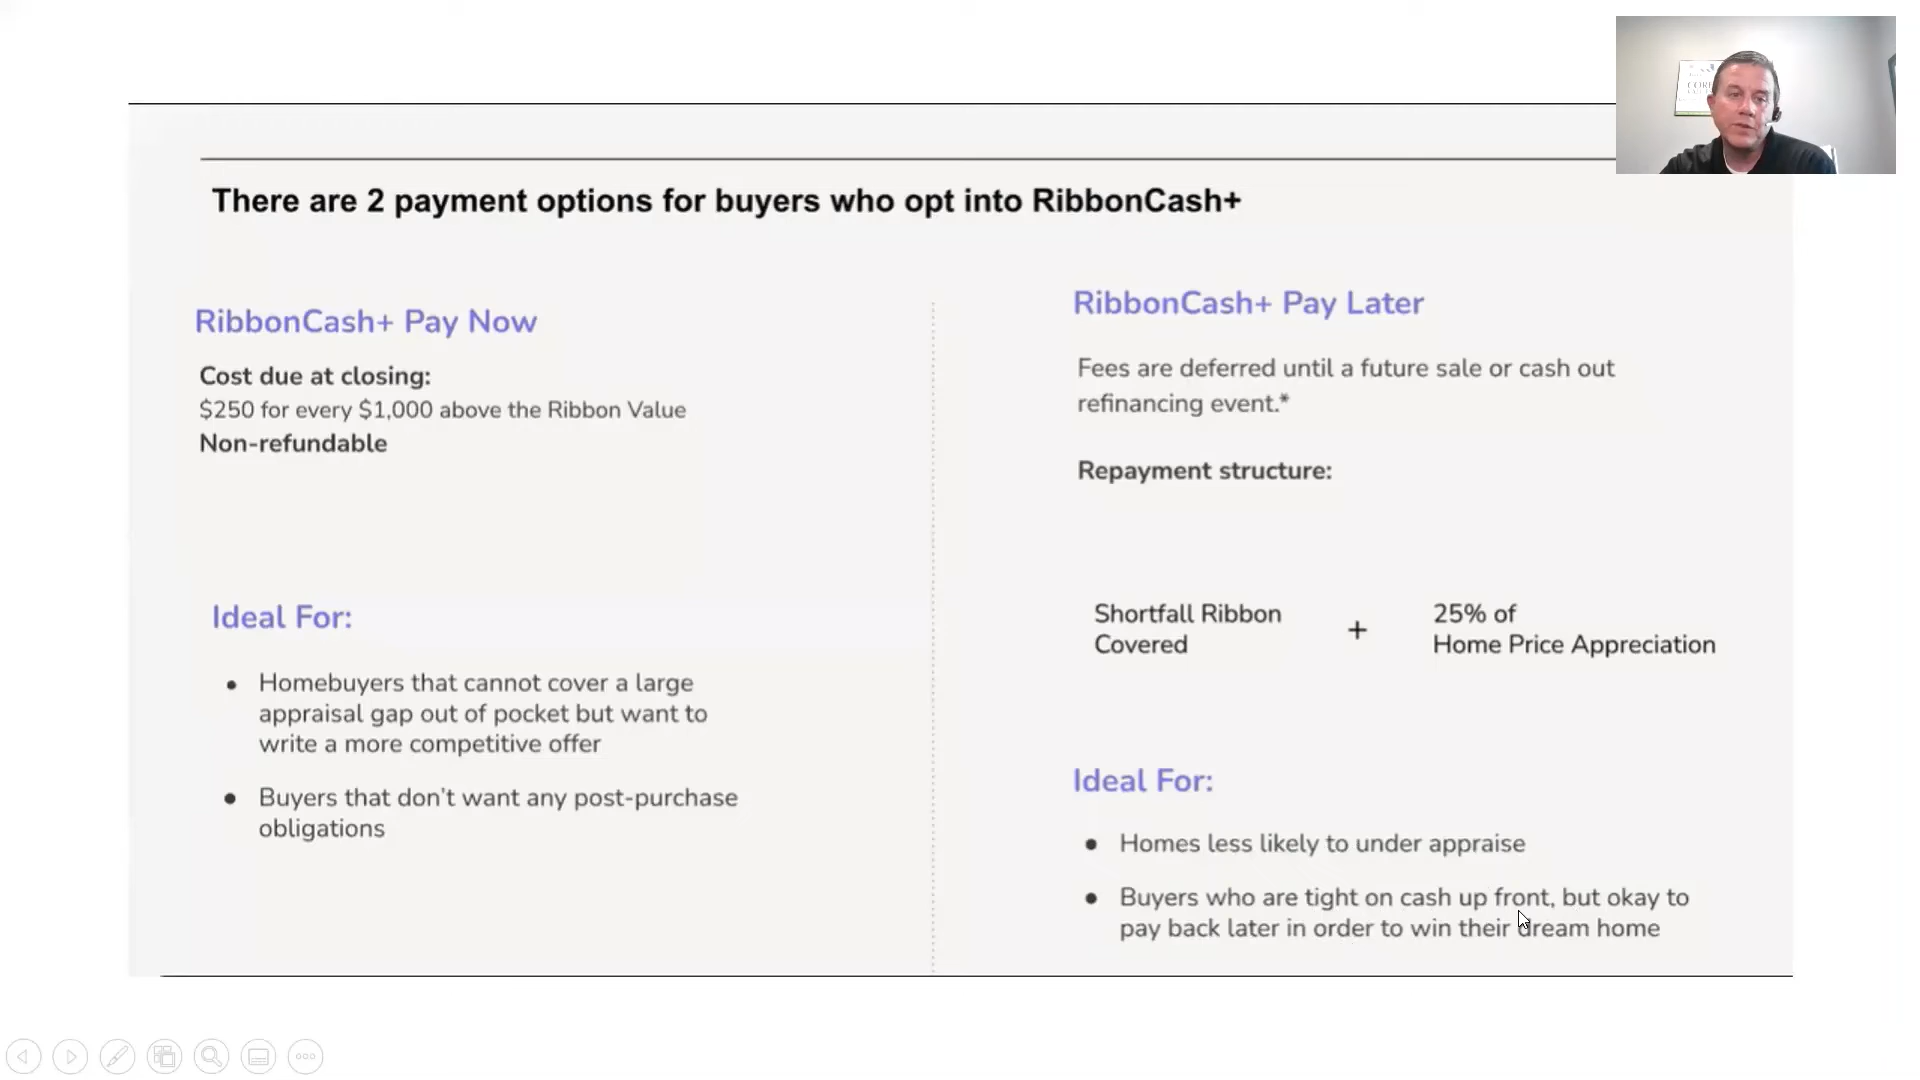 There are 2 payment options for buyers who opt into RibbonCash+
RibbonCash+ Pay Now
Cost due at closing:
$250 for every $1,000 above the Ribbon Value
Non-refundable
Ideal For:
• Homebuyers that cannot cover a large
appraisal gap out of pocket but want to
write a more competitive offer
• Buyers that don't want any post-purchase
obligations
RibbonCash+ Pay Later
Fees are deferred until a future sale or cash out
refinancing event.*
Repayment structure:
Shortfall Ribbon
Covered
+
25% of
Home Price Appreciation
Ideal For:
• Homes less likely to under appraise
• Buyers who are tight on cash up front, but okay to
pay back later in order to win their dream home